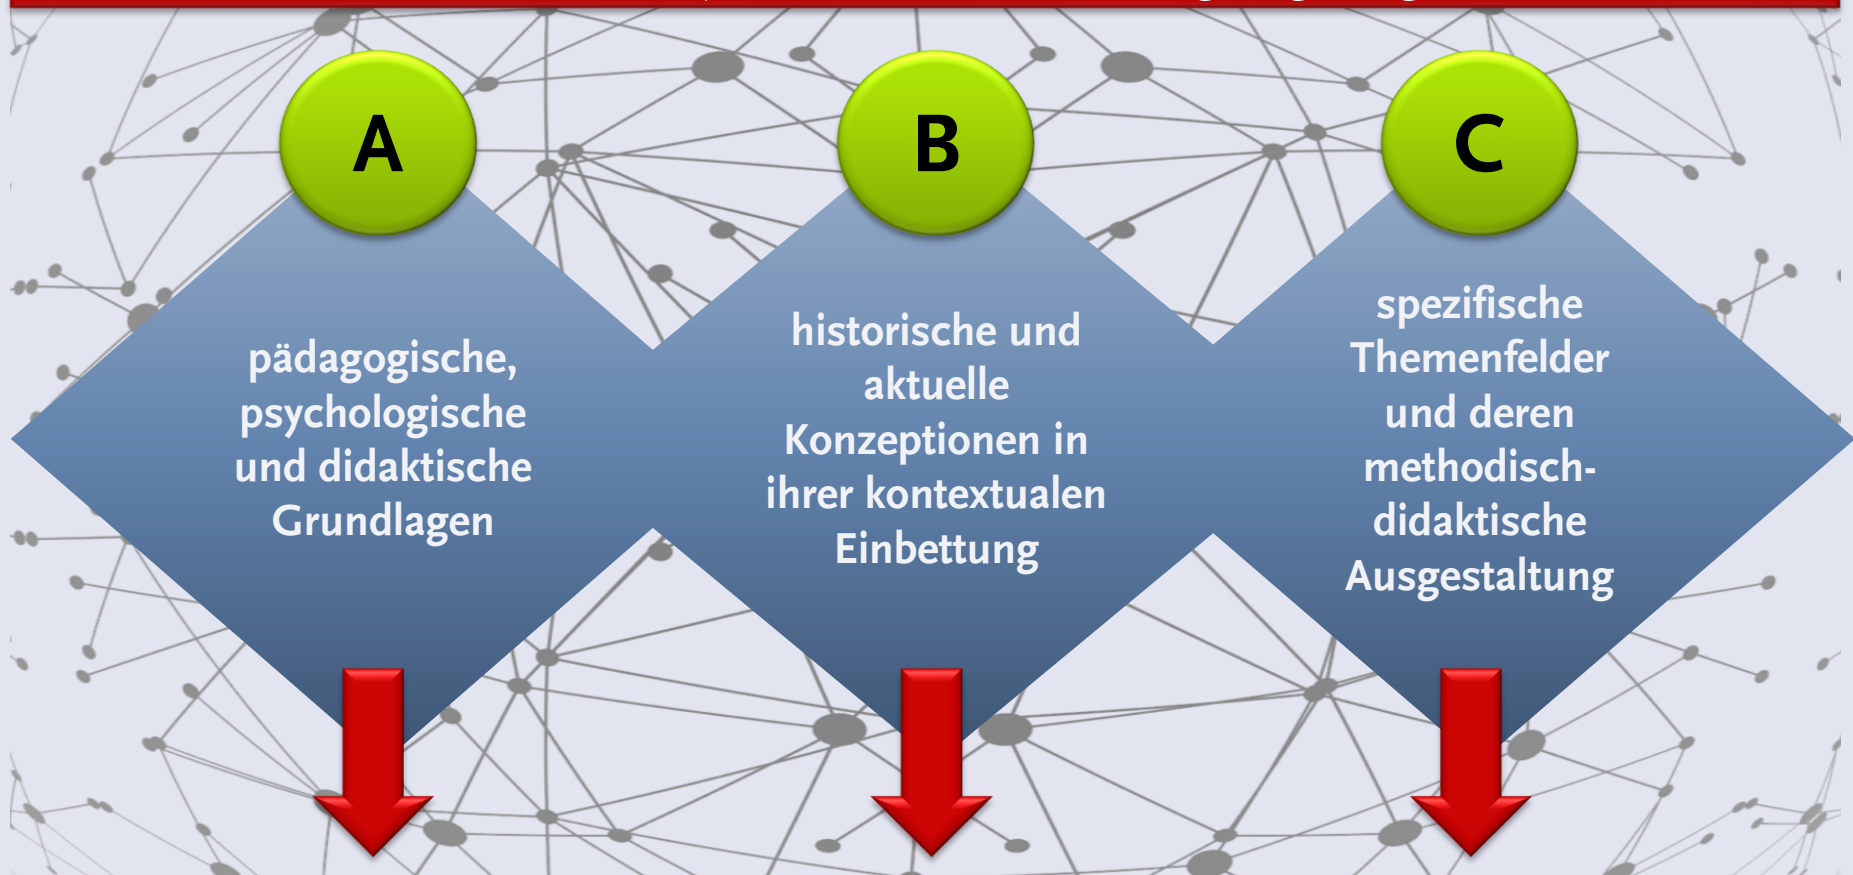 A
B
C
pädagogische,
psychologische
und didaktische
Grundlagen
historische und
aktuelle
Konzeptionen in
ihrer kontextualen
Einbettung
spezifische
Themenfelder
und deren
methodisch-
didaktische
Ausgestaltung